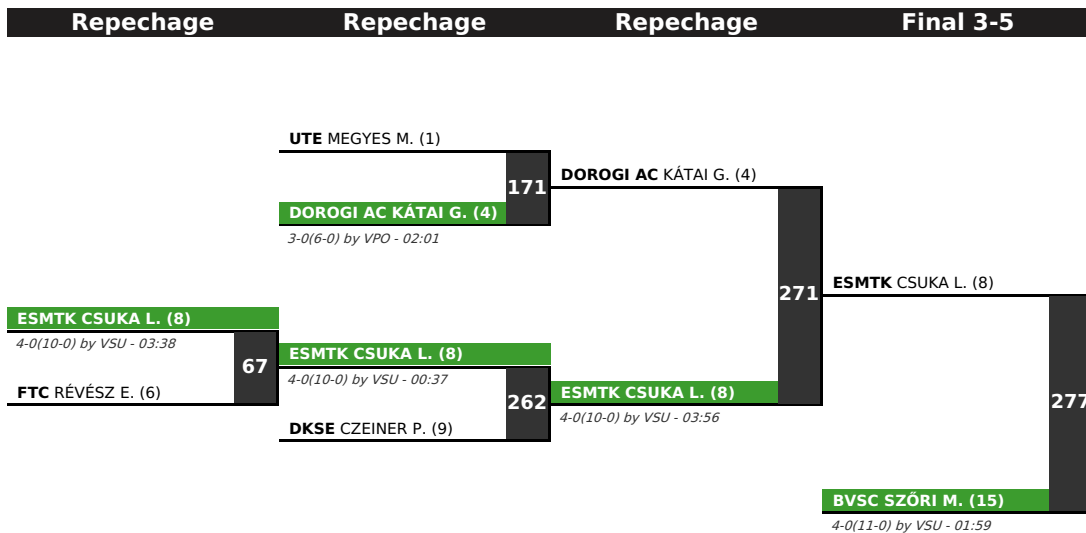 Repechage
Repechage
Repechage
Final 3-5
UTE MEGYES M. (1)
171
DOROGI AC KÁTAI G. (4)
3-0(6-0) by VPO - 02:01
DOROGI AC KÁTAI G. (4)
271
ESMTK CSUKA L. (8)
ESMTK CSUKA L. (8)
4-0(10-0) by VSU - 03:38
67
FTC RÉVÉSZ E. (6)
ESMTK CSUKA L. (8)
4-0(10-0) by VSU - 00:37
262
DKSE CZEINER P. (9)
ESMTK CSUKA L. (8)
4-0(10-0) by VSU - 03:56
277
BVSC SZŐRI M. (15)
4-0(11-0) by VSU - 01:59